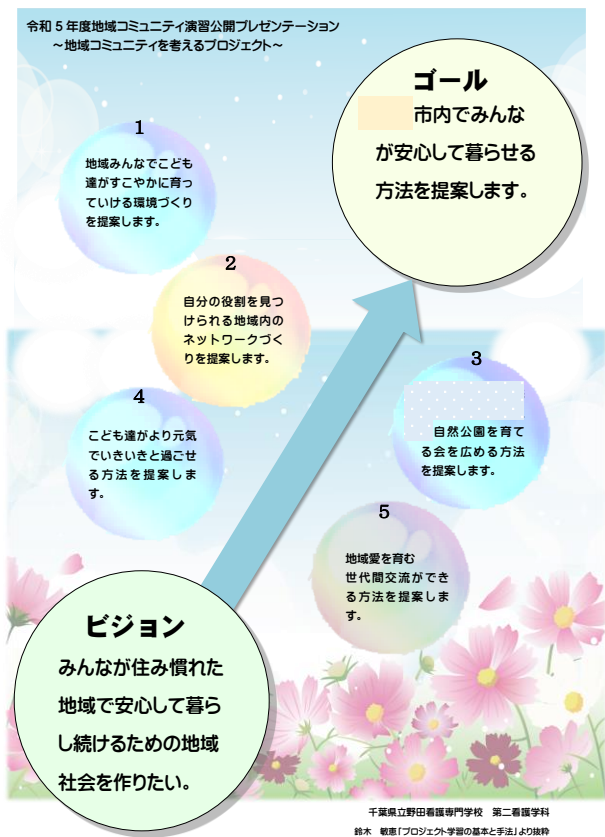 令和5年度地域コミュニティ演習公開プレゼンテーション
～地域コミュニティを考えるプロジェクト～
ゴール
市内でみんな
が安心して暮らせる
方法を提案します。
1
地域みんなでこども
達がすこやかに育っ
ていける環境づくり
を提案します。
2
自分の役割を見つ
けられる地域内の
ネットワークづく
りを提案します。
3
自然公園を育て
る会を広める方法
を提案します。
4
こども達がより元気
でいきいきと過ごせ
る方法を提案しま
す。
5
地域愛を育む
世代間交流ができ
る方法を提案しま
す。
ビジョン
みんなが住み慣れた
地域で安心して暮ら
し続けるための地域
社会を作りたい。
千葉県立野田看護専門学校　第二看護学科
鈴木　敏恵「プロジェクト学習の基本と手法」より抜粋